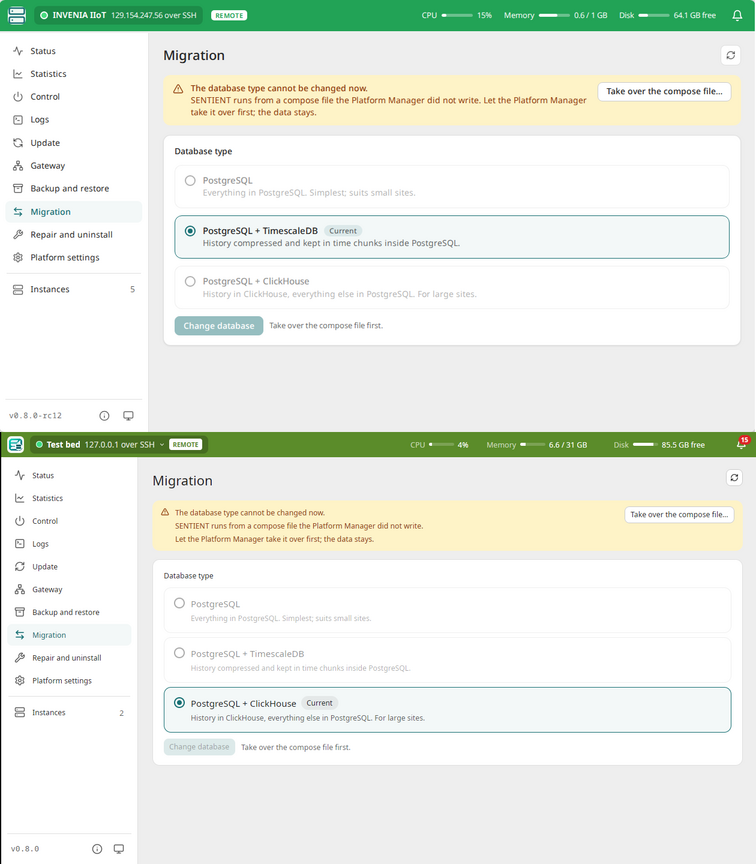 INVENIA IIoT 129.154.247.56 over SSH REMOTE CPU 15% Memory 0.6 / 1 GB Disk 64.1 GB free
Status
Statistics
Control
Logs
Update
Gateway
Backup and restore
Migration
Repair and uninstall
Platform settings
Instances 5
v0.8.0-rc12
Migration
The database type cannot be changed now.
SENTIENT runs from a compose file the Platform Manager did not write. Let the Platform Manager
take it over first; the data stays.
Take over the compose file...
Database type
PostgreSQL
Everything in PostgreSQL. Simplest; suits small sites.
PostgreSQL + TimescaleDB Current
History compressed and kept in time chunks inside PostgreSQL.
PostgreSQL + ClickHouse
History in ClickHouse, everything else in PostgreSQL. For large sites.
Change database Take over the compose file first.
Test bed 127.0.0.1 over SSH REMOTE CPU 4% Memory 6.6 / 31 GB Disk 85.5 GB free 15
Status
Statistics
Control
Logs
Update
Gateway
Backup and restore
Migration
Repair and uninstall
Platform settings
Instances 2
v0.8.0
Migration
The database type cannot be changed now.
SENTIENT runs from a compose file the Platform Manager did not write.
Let the Platform Manager take it over first; the data stays.
Take over the compose file...
Database type
PostgreSQL
Everything in PostgreSQL. Simplest; suits small sites.
PostgreSQL + TimescaleDB
History compressed and kept in time chunks inside PostgreSQL.
PostgreSQL + ClickHouse Current
History in ClickHouse, everything else in PostgreSQL. For large sites.
Change database Take over the compose file first.